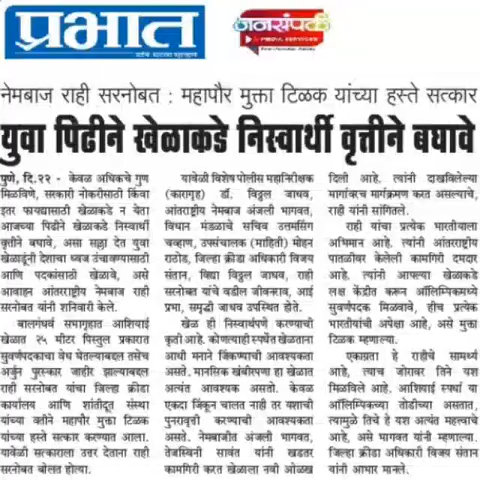 प्रभात
जनसंपर्क
MEDIA SERVICES
नेमबाज राही सरनोबत : महापौर मुक्ता टिळक यांच्या हस्ते सत्कार
युवा पिढीने खेळाकडे निस्वार्थी वृत्तीने बघावे
पुणे, दि.२२ - केवळ अधिकचे गुण
मिळविणे, सरकारी नोकरीसाठी किंवा
इतर फायद्यासाठी खेळाकडे न येता
आजच्या पिढीने खेळाकडे निस्वार्थी
वृत्तीने बघावे, असा सल्ला देत युवा
खेळाडूंनी देशाचा ध्वज उंचावण्यासाठी
आणि पदकांसाठी खेळावे, असे
आवाहन आंतरराष्ट्रीय नेमबाज राही
सरनोबत यांनी शनिवारी केले.
बालगंधर्व सभागृहात आशियाई
खेळात २५ मीटर पिस्तुल प्रकारात
सुवर्णपदकाचा वेध घेतल्याबद्दल तसेच
अर्जुन पुरस्कार जाहीर झाल्याबद्दल
राही सरनोबत यांचा जिल्हा क्रीडा
कार्यालय आणि शांतीदूत संस्था
यांच्या वतीने महापौर मुक्ता टिळक
यांच्या हस्ते सत्कार करण्यात आला.
यावेळी सत्काराला उत्तर देताना राही
सरनोबत बोलत होत्या.
यावेळी विशेष पोलीस महानिरीक्षक
(कारागृह) डॉ. विठ्ठल जाधव,
आंतराष्ट्रीय नेमबाज अंजली भागवत,
विधान मंडळाचे सचिव उत्तमसिंग
चव्हाण, उपसंचालक (माहिती) मोहन
राठोड, जिल्हा क्रीडा अधिकारी विजय
संतान, विद्या विठ्ठल जाधव, राही
सरनोबत यांचे वडील जीवनराव, आई
प्रभा, समृद्धी जाधव उपस्थित होते.
खेळ ही निस्वार्थपणे करण्याची
कृती आहे. कोणत्याही स्पर्धेत खेळताना
आधी मनाने जिंकण्याची आवश्यकता
असते. मानसिक खंबीरपणा हा खेळात
अत्यंत आवश्यक असतो. केवळ
एकदा जिंकून चालत नाही तर यशाची
पुनरावृत्ती करण्याची आवश्यकता
असते. नेमबाजीत अंजली भागवत,
तेजस्विनी सावंत यांनी खडतर
कामगिरी करत खेळाला नवी ओळख
दिली आहे. त्यांनी दाखविलेल्या
मार्गावरच मार्गक्रमण करत असल्याचे,
राही यांनी सांगितले.
राही यांचा प्रत्येक भारतीयाला
अभिमान आहे. त्यांनी आंतरराष्ट्रीय
पातळीवर केलेली कामगिरी दमदार
आहे. त्यांनी आपल्या खेळाकडे
लक्ष केंद्रीत करून ऑलिम्पिकमध्ये
सुवर्णपदक मिळवावे, हीच प्रत्येक
भारतीयांची अपेक्षा आहे, असे मुक्ता
टिळक म्हणाल्या.
एकाग्रता हे राहीचे सामर्थ्य
आहे, त्याच जोरावर तिने यश
मिळविले आहे. आशियाई स्पर्धा या
ऑलिम्पिकच्या तोडीच्या असतात,
त्यामुळे तिचे हे यश अत्यंत महत्वाचे
आहे, असे भागवत यांनी म्हणाल्या.
जिल्हा क्रीडा अधिकारी विजय संतान
यांनी आभार मानले.